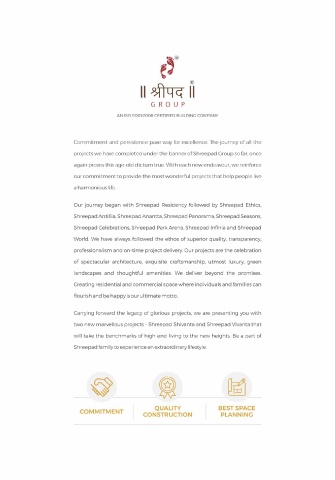 ॥ श्रीपद ॥
GROUP
AN ISO 9001:2008 CERTIFIED BUILDING COMPANY
Commitment and persistence pave way for excellence. The journey of all the
projects we have completed under the banner of Shreepad Group so far, once
again proves this age-old dictum true. With each new endeavour, we reinforce
our commitment to provide the most wonderful projects that help people live
a harmonious life.
Our journey began with Shreepad Residency followed by Shreepad Ethics,
Shreepad Antillia, Shreepad Ananta, Shreepad Panorama, Shreepad Seasons,
Shreepad Celebrations, Shreepad Park Arena, Shreepad Infinia and Shreepad
World. We have always followed the ethos of superior quality, transparency,
professionalism and on-time project delivery. Our projects are the celebration
of spectacular architecture, exquisite craftsmanship, utmost luxury, green
landscapes and thoughtful amenities. We deliver beyond the promises.
Creating residential and commercial space where individuals and families can
flourish and be happy is our ultimate motto.
Carrying forward the legacy of glorious projects, we are presenting you with
two new marvellous projects - Shreepad Shivanta and Shreepad Vivanta that
will take the benchmarks of high end living to the new heights. Be a part of
Shreepad family to experience an extraordinary lifestyle.
COMMITMENT
QUALITY
CONSTRUCTION
BEST SPACE
PLANNING